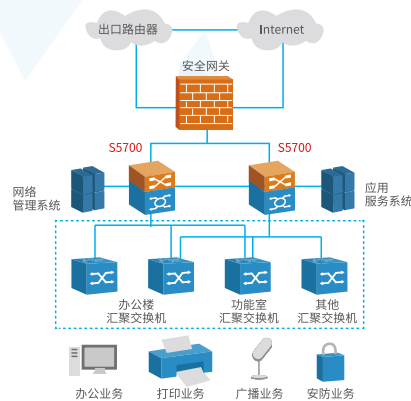 出口路由器
Internet
安全网关
S5700
S5700
网络
管理系统
应用
服务系统
办公楼
汇聚交换机
功能室
汇聚交换机
其他
汇聚交换机
办公业务
打印业务
广播业务
安防业务